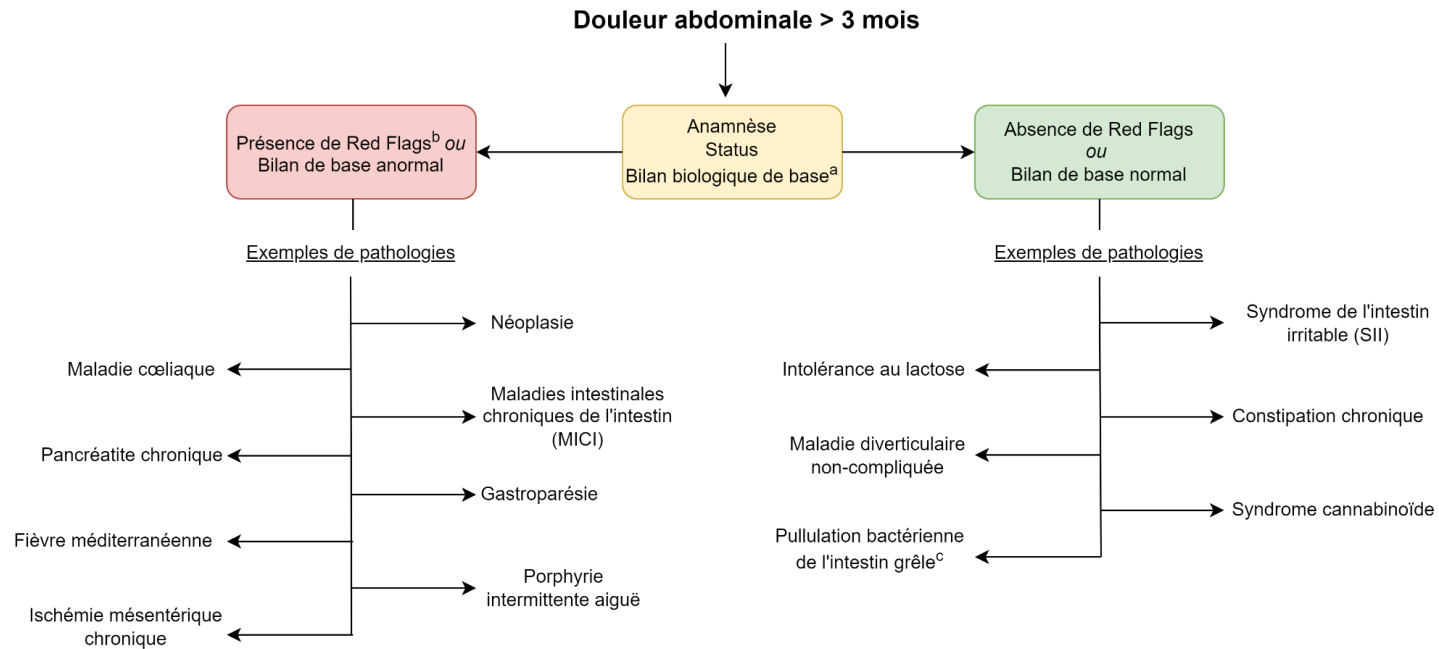 Douleur abdominale > 3 mois
Présence de Red Flagsᵇ ou
Bilan de base anormal
Anamnèse
Status
Bilan biologique de baseᵃ
Absence de Red Flags
ou
Bilan de base normal
Exemples de pathologies
Néoplasie
Maladie cœliaque
Maladies intestinales
chroniques de l'intestin
(MICI)
Pancréatite chronique
Gastroparésie
Fièvre méditerranéenne
Porphyrie
intermittente aiguë
Ischémie mésentérique
chronique
Exemples de pathologies
Syndrome de l'intestin
irritable (SII)
Intolérance au lactose
Constipation chronique
Maladie diverticulaire
non-compliquée
Syndrome cannabinoïde
Pullulation bactérienne
de l'intestin grêleᶜ